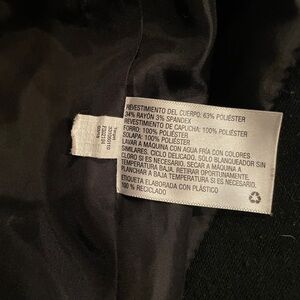 REVESTIMIENTO DEL CUERPO: 63% POLIÉSTER
34% RAYÓN 3% SPANDEX
REVESTIMIENTO DE CAPUCHA: 100% POLIÉSTER
FORRO: 100% POLIÉSTER
SOLAPA: 100% POLIÉSTER
LAVAR A MÁQUINA CON AGUA FRÍA CON COLORES
SIMILARES. CICLO DELICADO. SÓLO BLANQUEADOR SIN
CLORO SI ES NECESARIO. SECAR A MÁQUINA A
TEMPERATURA BAJA. RETIRAR OPORTUNAMENTE.
PLANCHAR A BAJA TEMPERATURA SI ES NECESARIO.
ETIQUETA ELABORADA CON PLÁSTICO
100 % RECICLADO